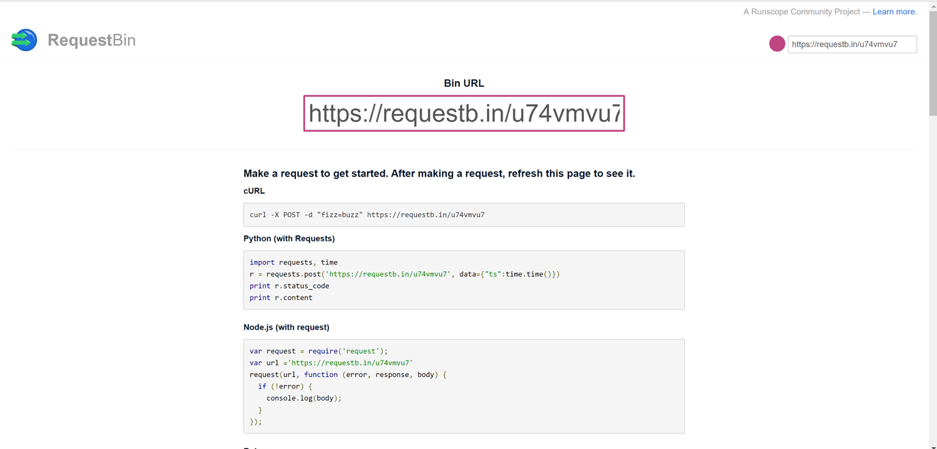 A Runscope Community Project — Learn more.
RequestBin
https://requestb.in/u74vmvu7
Bin URL
https://requestb.in/u74vmvu7
Make a request to get started. After making a request, refresh this page to see it.
cURL
curl -X POST -d "fizz=buzz" https://requestb.in/u74vmvu7
Python (with Requests)
import requests, time
r = requests.post('https://requestb.in/u74vmvu7', data={"ts":time.time()})
print r.status_code
print r.content
Node.js (with request)
var request = require('request');
var url ='https://requestb.in/u74vmvu7'
request(url, function (error, response, body) {
  if (!error) {
    console.log(body);
  }
});